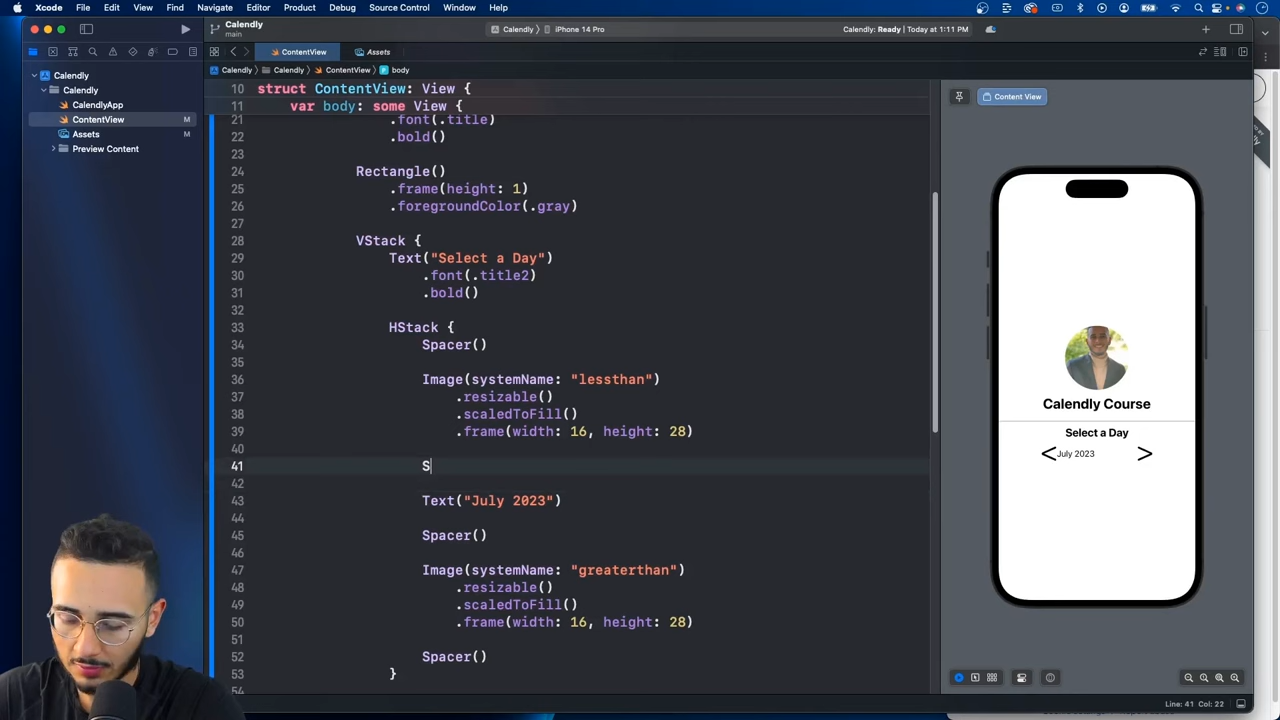 Xcode File Edit View Find Navigate Editor Product Debug Source Control Window Help
Calendly
main
Calendly 〉 iPhone 14 Pro
Calendly: Ready | Today at 1:11 PM
ContentView
Assets
Calendly 〉 Calendly 〉 ContentView 〉 body
Calendly
Calendly
CalendlyApp
ContentView M
Assets M
Preview Content
10 struct ContentView: View {
11 var body: some View {
21 .font(.title)
22 .bold()
23
24 Rectangle()
25 .frame(height: 1)
26 .foregroundColor(.gray)
27
28 VStack {
29 Text("Select a Day")
30 .font(.title2)
31 .bold()
32
33 HStack {
34 Spacer()
35
36 Image(systemName: "lessthan")
37 .resizable()
38 .scaledToFill()
39 .frame(width: 16, height: 28)
40
41 S
42
43 Text("July 2023")
44
45 Spacer()
46
47 Image(systemName: "greaterthan")
48 .resizable()
49 .scaledToFill()
50 .frame(width: 16, height: 28)
51
52 Spacer()
53 }
54
Content View
Calendly Course
Select a Day
< July 2023 >
Line: 41 Col: 22